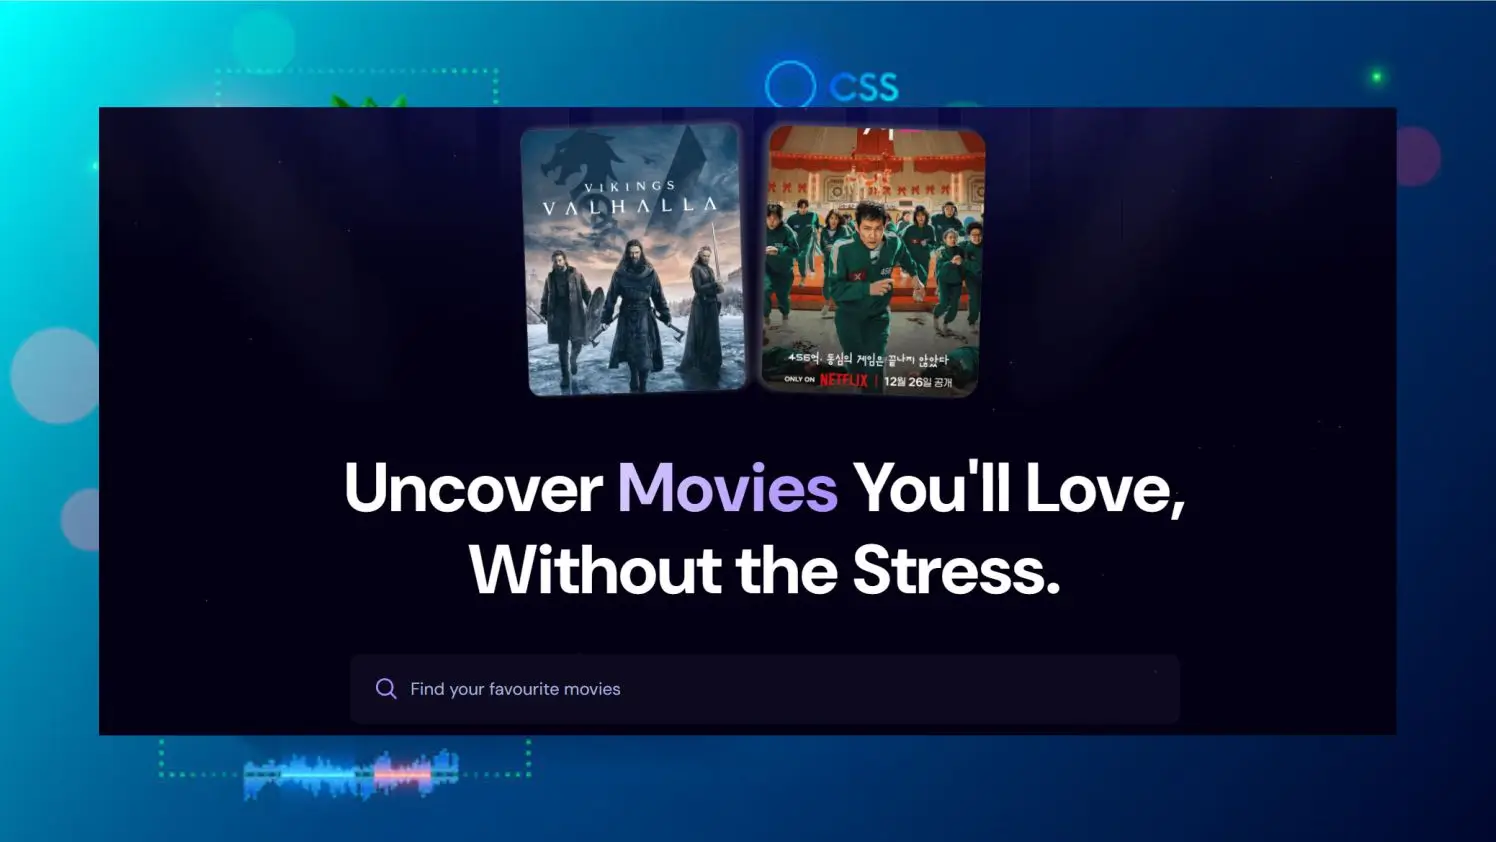 CSS
VIKINGS
VALHALLA
456
456억. 동심의 게임은 끝나지 않았다
ONLY ON NETFLIX | 12월 26일 공개
Uncover Movies You'll Love,
Without the Stress.
Find your favourite movies